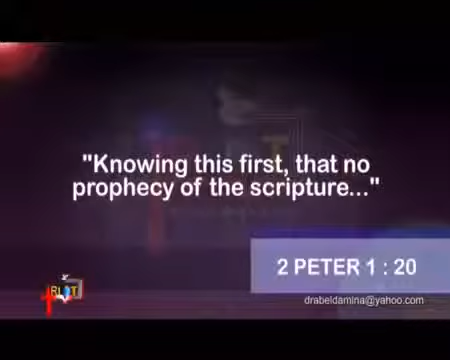 "Knowing this first, that no
prophecy of the scripture..."
2 PETER 1 : 20
drabeldamina@yahoo.com